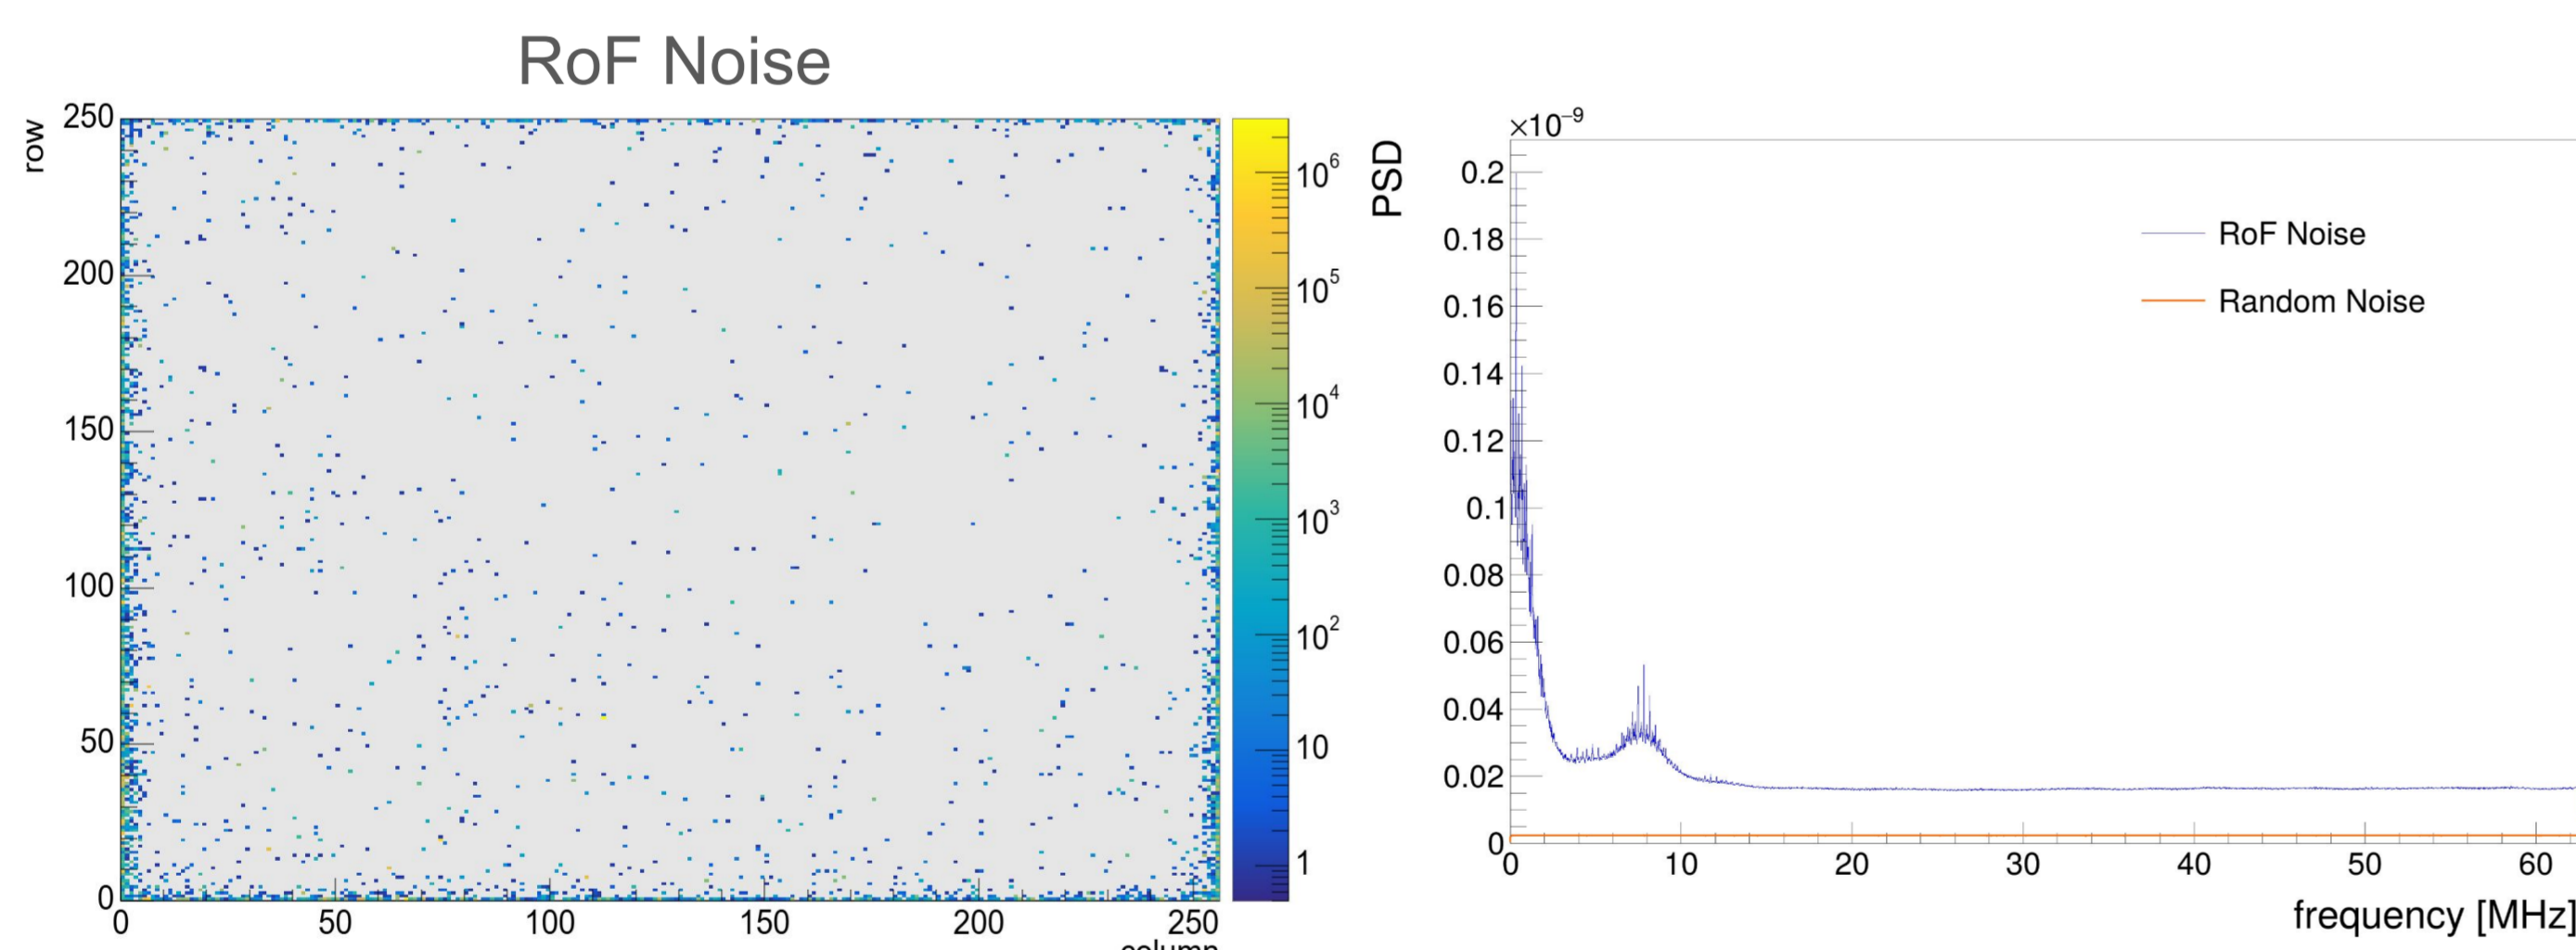 RoF Noise
row
250
200
150
100
50
0
0 50 100 150 200 250
column
10^6
10^5
10^4
10^3
10^2
10
1
PSD
×10^–9
0.2
0.18
0.16
0.14
0.12
0.1
0.08
0.06
0.04
0.02
0
RoF Noise
Random Noise
0 10 20 30 40 50 60
frequency [MHz]